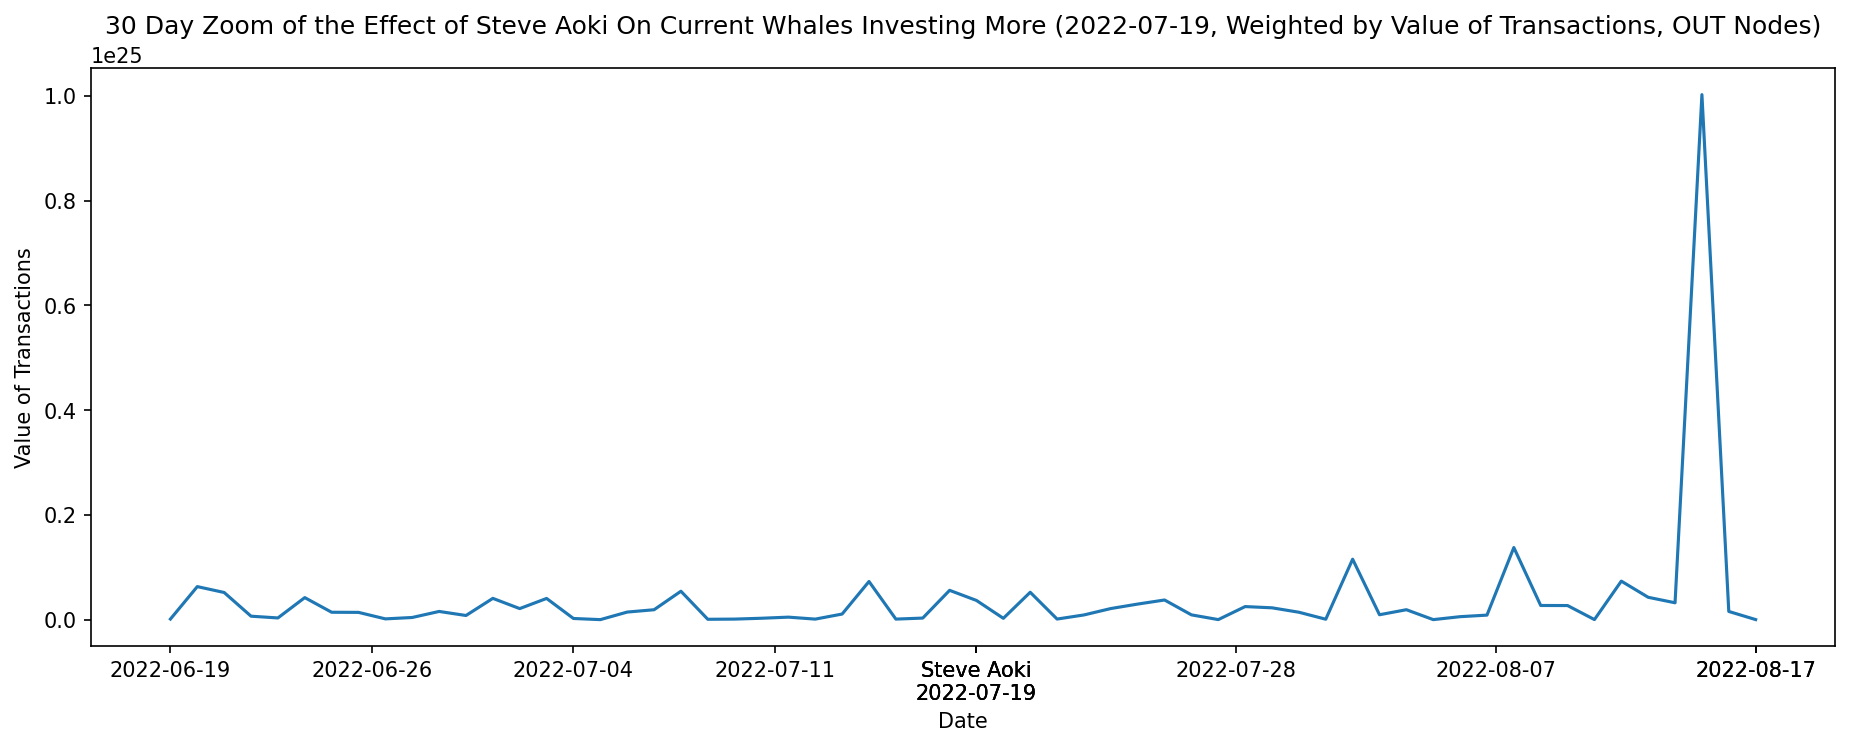 30 Day Zoom of the Effect of Steve Aoki On Current Whales Investing More (2022-07-19, Weighted by Value of Transactions, OUT Nodes)
1e25
1.0
0.8
0.6
0.4
0.2
0.0
Value of Transactions
2022-06-19 2022-06-26 2022-07-04 2022-07-11 Steve Aoki 2022-07-28 2022-08-07 2022-08-17
2022-07-19
Date